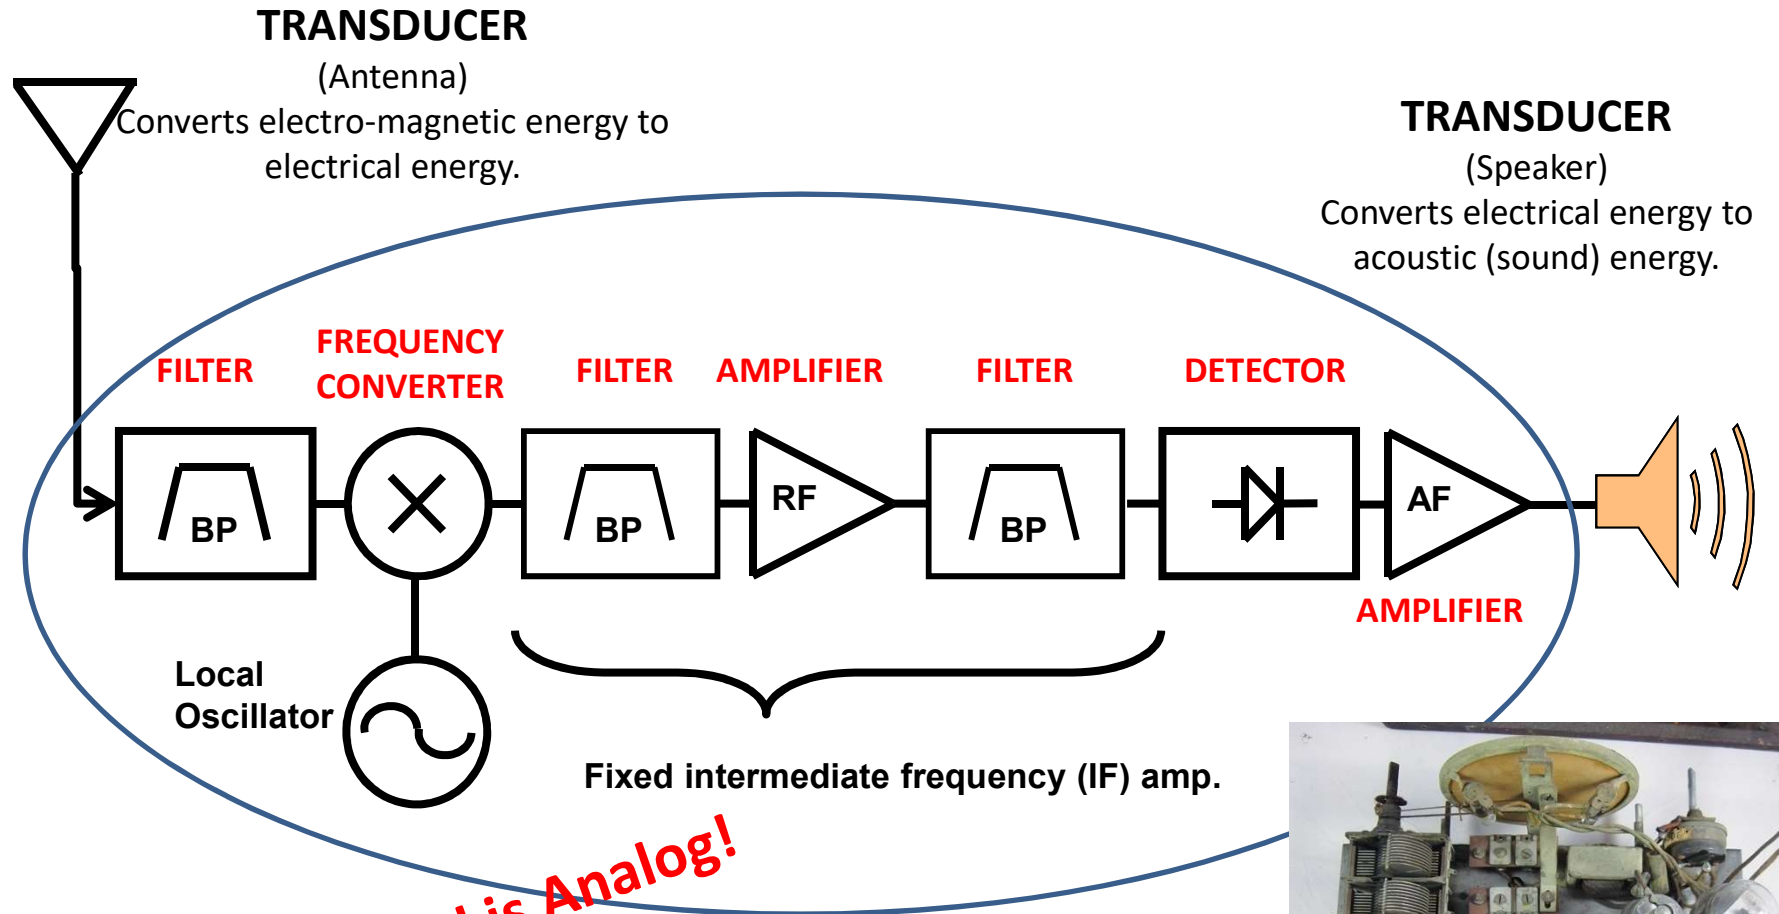 TRANSDUCER
(Antenna)
Converts electro-magnetic energy to
electrical energy.
TRANSDUCER
(Speaker)
Converts electrical energy to
acoustic (sound) energy.
FILTER
FREQUENCY
CONVERTER
FILTER
AMPLIFIER
FILTER
DETECTOR
BP
BP
RF
BP
AF
AMPLIFIER
Local
Oscillator
Fixed intermediate frequency (IF) amp.
is Analog!